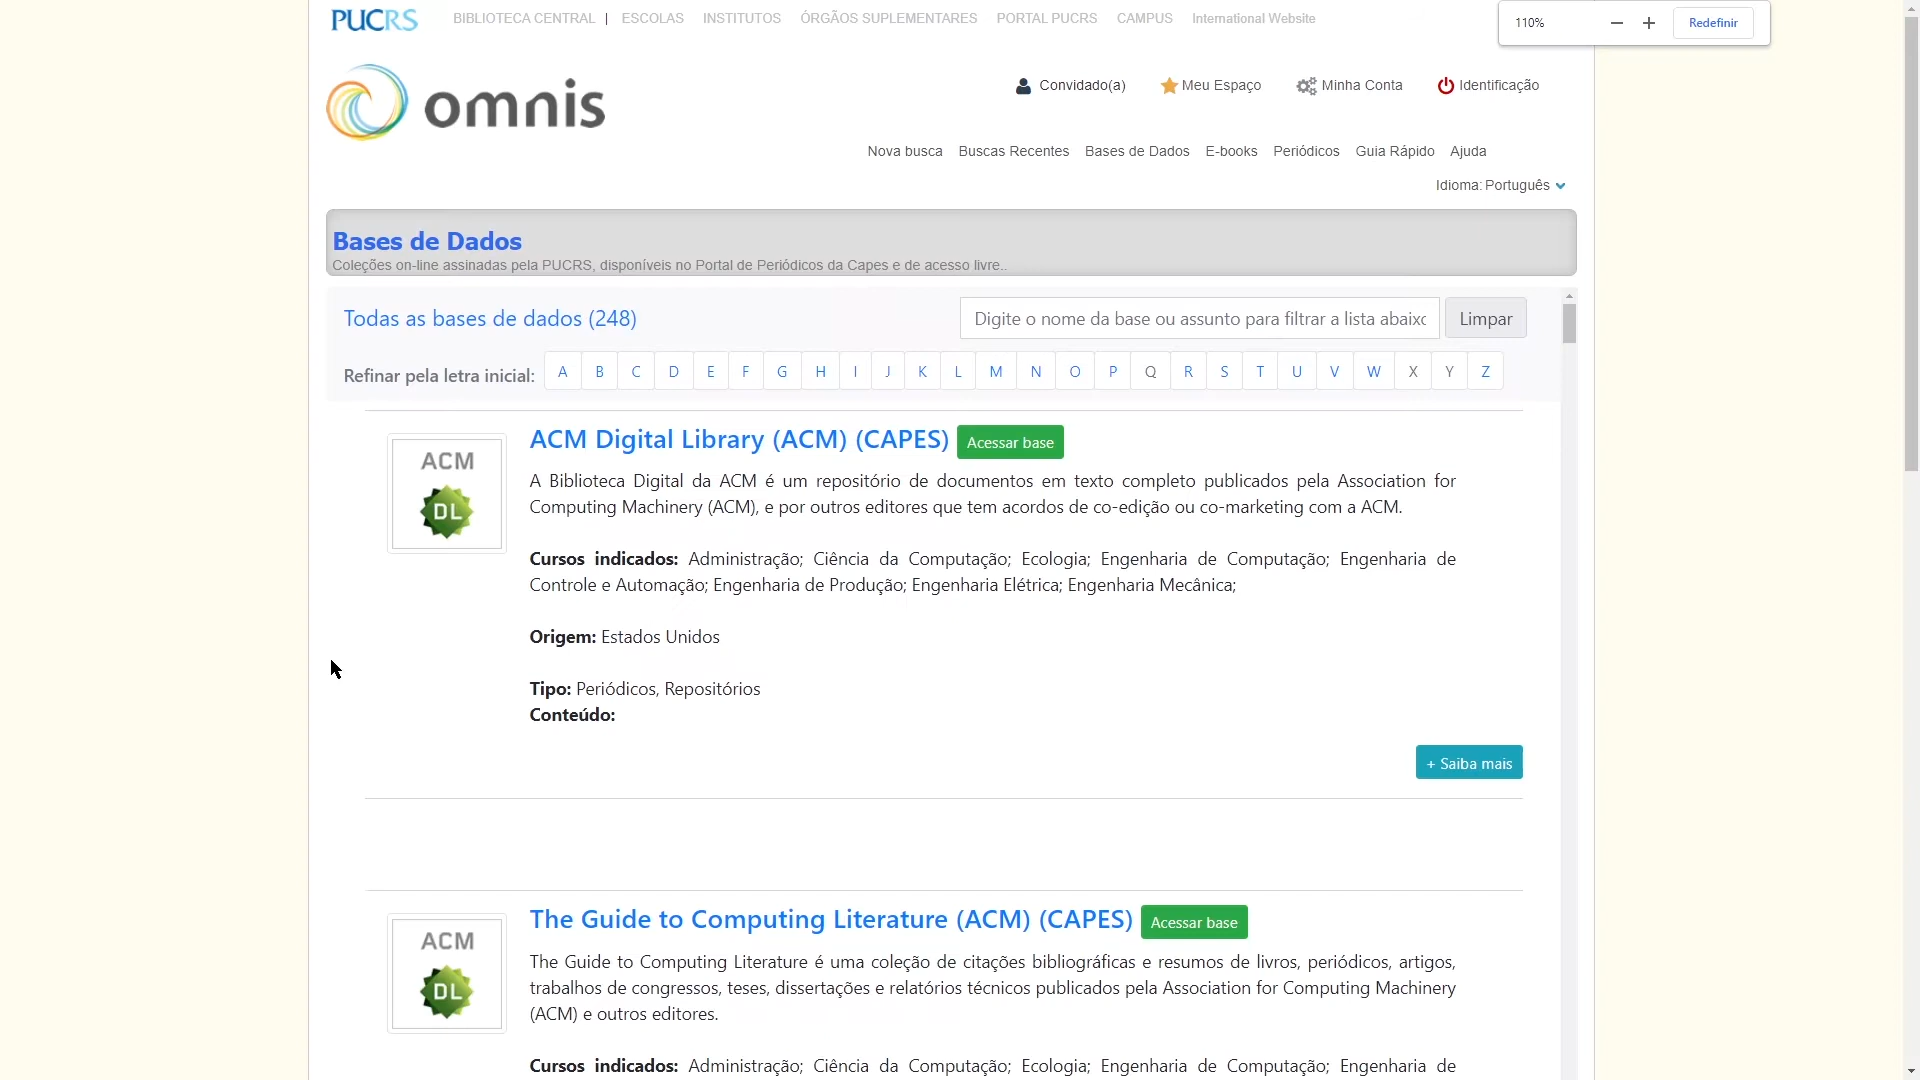 PUCRS BIBLIOTECA CENTRAL | ESCOLAS INSTITUTOS ÓRGÃOS SUPLEMENTARES PORTAL PUCRS CAMPUS International Website
110% Redefinir
omnis
Convidado(a) Meu Espaço Minha Conta Identificação
Nova busca Buscas Recentes Bases de Dados E-books Periódicos Guia Rápido Ajuda
Idioma: Português
Bases de Dados
Coleções on-line assinadas pela PUCRS, disponíveis no Portal de Periódicos da Capes e de acesso livre..
Todas as bases de dados (248)
Digite o nome da base ou assunto para filtrar a lista abaixo Limpar
Refinar pela letra inicial: A B C D E F G H I J K L M N O P Q R S T U V W X Y Z
ACM DL
ACM Digital Library (ACM) (CAPES) Acessar base
A Biblioteca Digital da ACM é um repositório de documentos em texto completo publicados pela Association for
Computing Machinery (ACM), e por outros editores que tem acordos de co-edição ou co-marketing com a ACM.
Cursos indicados: Administração; Ciência da Computação; Ecologia; Engenharia de Computação; Engenharia de
Controle e Automação; Engenharia de Produção; Engenharia Elétrica; Engenharia Mecânica;
Origem: Estados Unidos
Tipo: Periódicos, Repositórios
Conteúdo:
+ Saiba mais
ACM DL
The Guide to Computing Literature (ACM) (CAPES) Acessar base
The Guide to Computing Literature é uma coleção de citações bibliográficas e resumos de livros, periódicos, artigos,
trabalhos de congressos, teses, dissertações e relatórios técnicos publicados pela Association for Computing Machinery
(ACM) e outros editores.
Cursos indicados: Administração; Ciência da Computação; Ecologia; Engenharia de Computação; Engenharia de